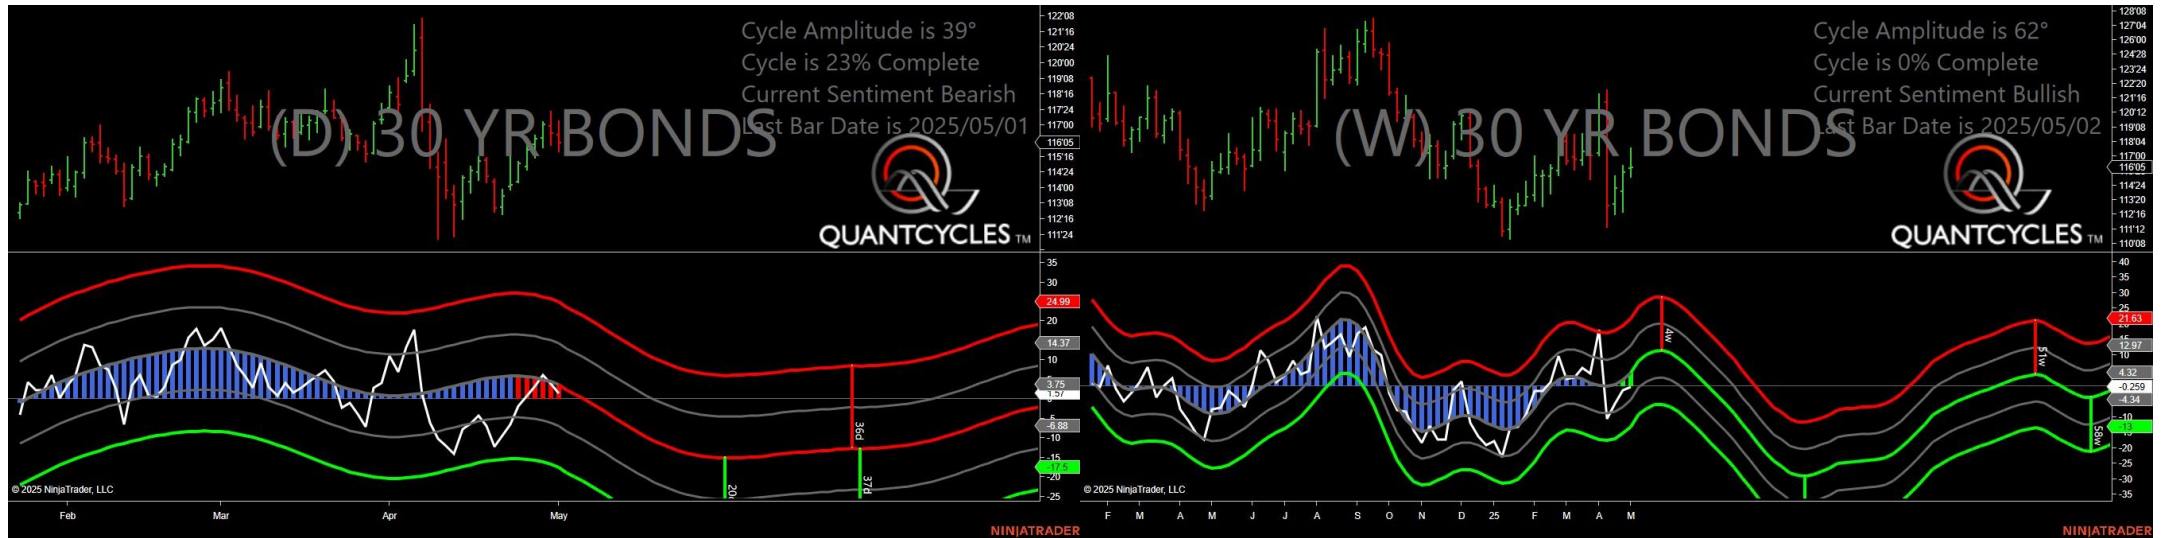 Cycle Amplitude is 39°
Cycle is 23% Complete
Current Sentiment Bearish
Last Bar Date is 2025/05/01
(D) 30 YR BONDS
QUANTCYCLES TM
122'08
121'16
120'24
120'00
119'08
118'16
117'24
117'00
116'05
115'16
114'24
114'00
113'08
112'16
111'24
35
30
24.99
20
14.37
10
3.75
1.57
-5
-6.88
-10
-15
-17.5
-20
-25
36d
37d
© 2025 NinjaTrader, LLC
Feb
Mar
Apr
May
NINJATRADER
Cycle Amplitude is 62°
Cycle is 0% Complete
Current Sentiment Bullish
Last Bar Date is 2025/05/02
(W) 30 YR BONDS
QUANTCYCLES TM
128'08
127'04
126'00
124'28
123'24
122'20
121'16
120'12
119'08
118'04
117'00
116'05
114'24
113'20
112'16
111'12
110'08
40
35
30
25
21.63
12.97
10
4.32
-0.259
-4.34
-10
-13
-20
-25
-30
-35
4w
51w
58w
© 2025 NinjaTrader, LLC
F
M
A
M
J
J
A
S
O
N
D
25
F
M
A
M
NINJATRADER